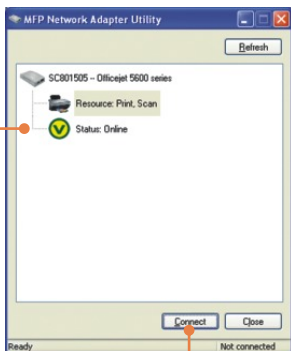 MFP Network Adapter Utility
Refresh
SC801505 – Officejet 5600 series
Resource: Print, Scan
Status: Online
Connect
Close
Ready
Not connected